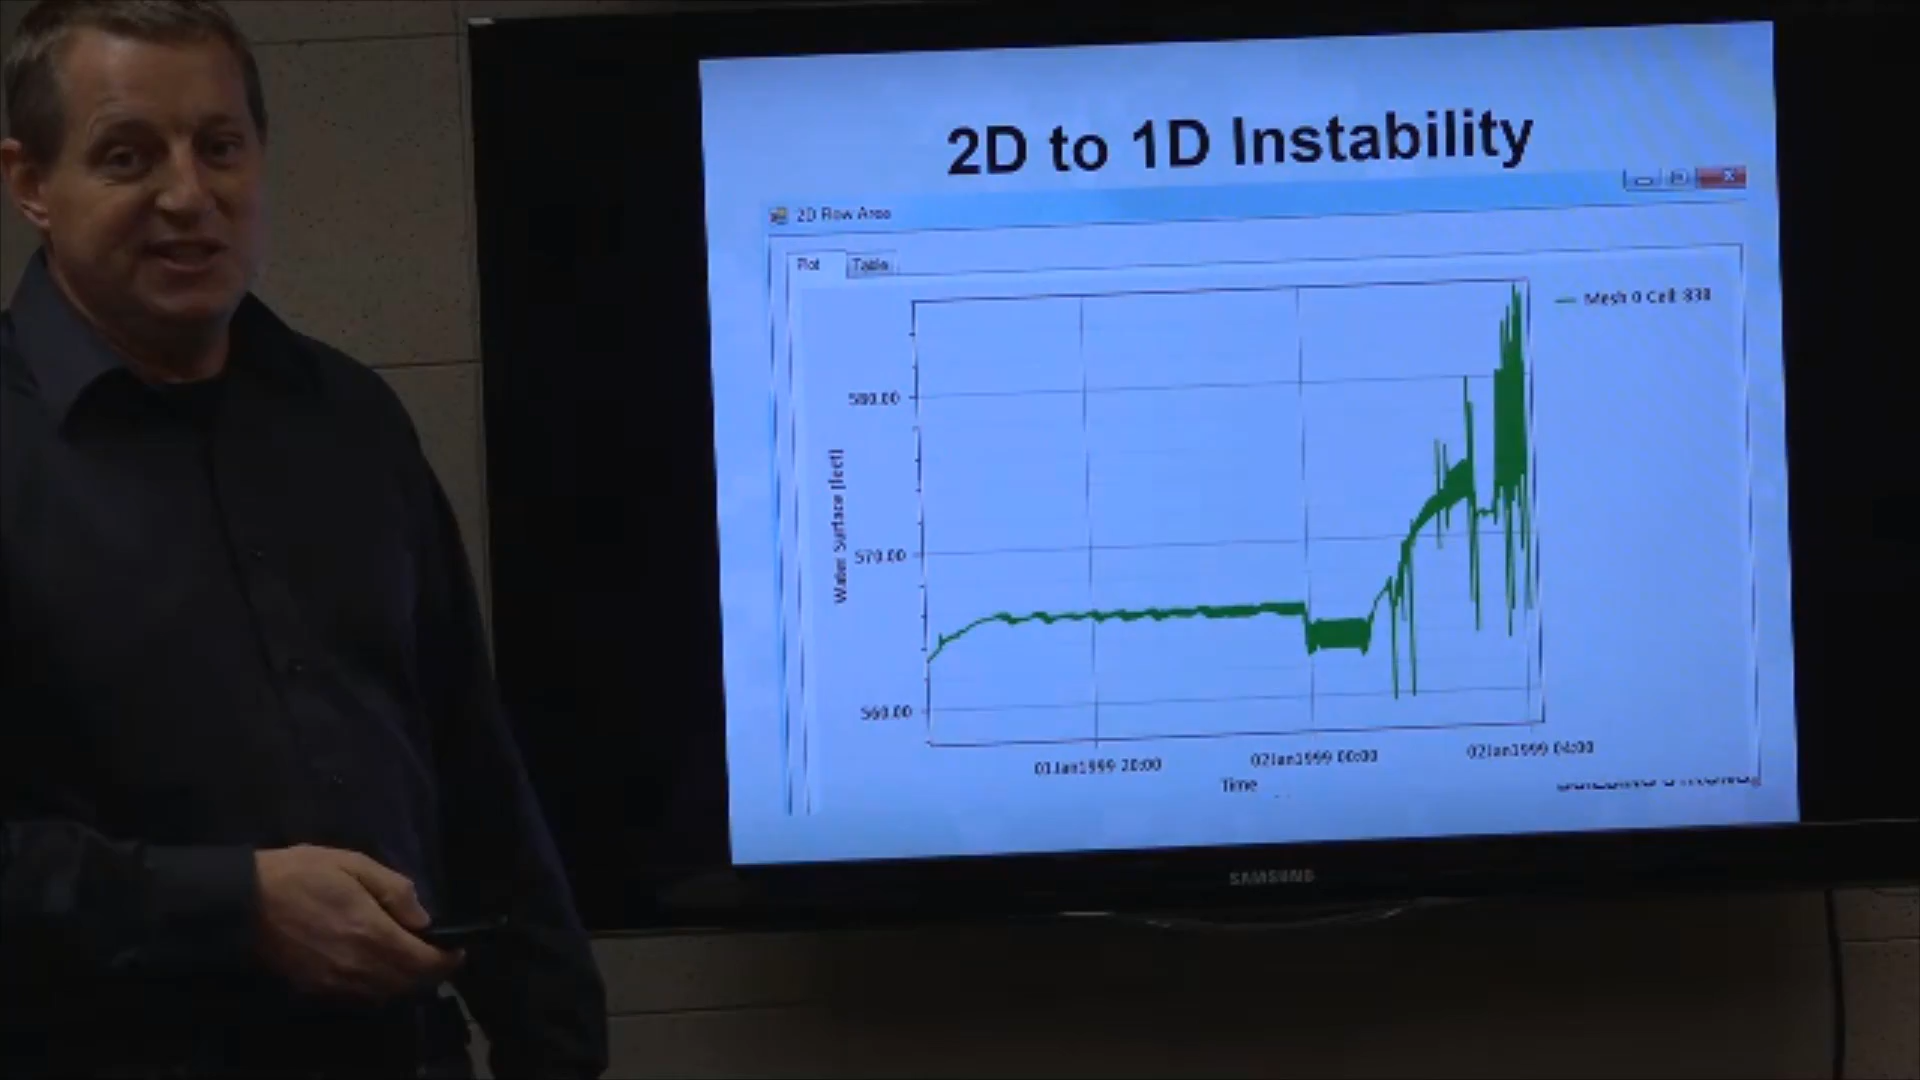 2D to 1D Instability
2D Flow Area
Plot
Table
Mesh 0 Cell: 838
580.00
570.00
560.00
Water Surface (feet)
01Jan1999 20:00
02Jan1999 00:00
02Jan1999 04:00
Time
SAMSUNG